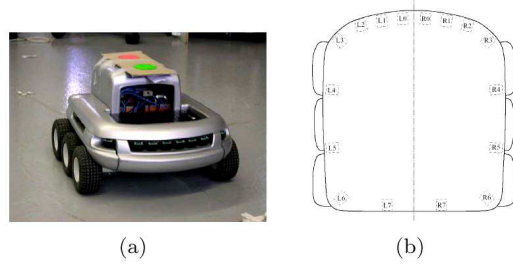 L2 L1 L0 R0 R1 R2
L3 R3
L4 R4
L5 R5
L6 R6
L7 R7
(a) (b)